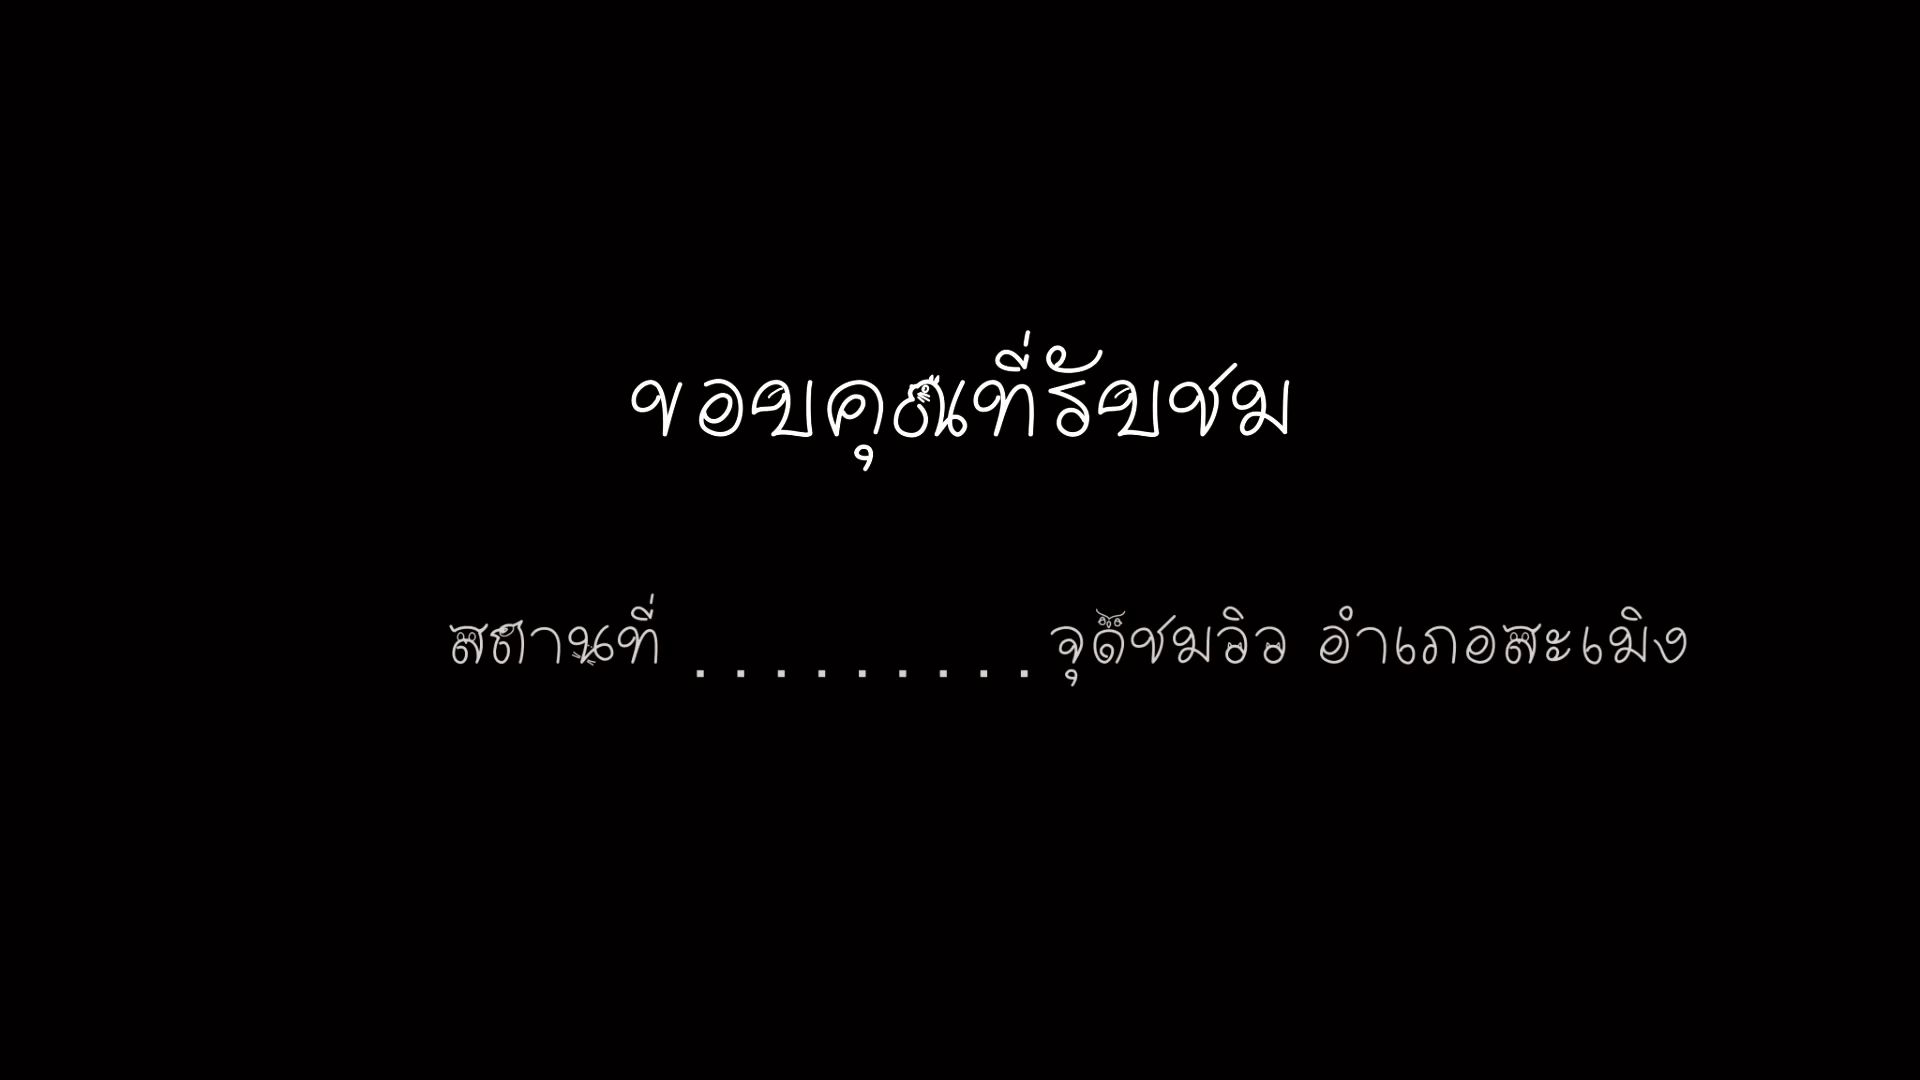 ขอบคุณที่รับชม
สถานที่ .........จุดชมวิว อำเภอสะเมิง